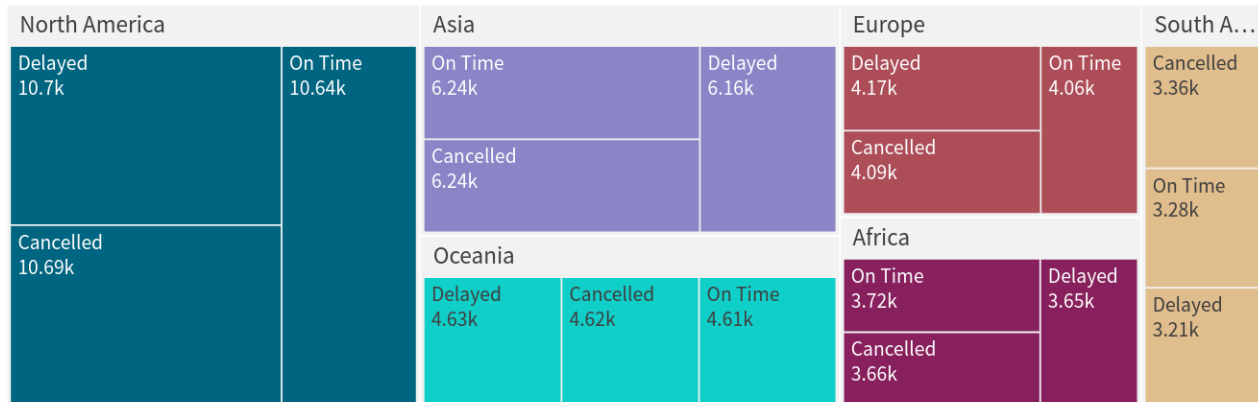 North America
Delayed
10.7k
Cancelled
10.69k
On Time
10.64k
Asia
On Time
6.24k
Cancelled
6.24k
Delayed
6.16k
Oceania
Delayed
4.63k
Cancelled
4.62k
On Time
4.61k
Europe
Delayed
4.17k
Cancelled
4.09k
On Time
4.06k
Africa
On Time
3.72k
Cancelled
3.66k
Delayed
3.65k
South A…
Cancelled
3.36k
On Time
3.28k
Delayed
3.21k